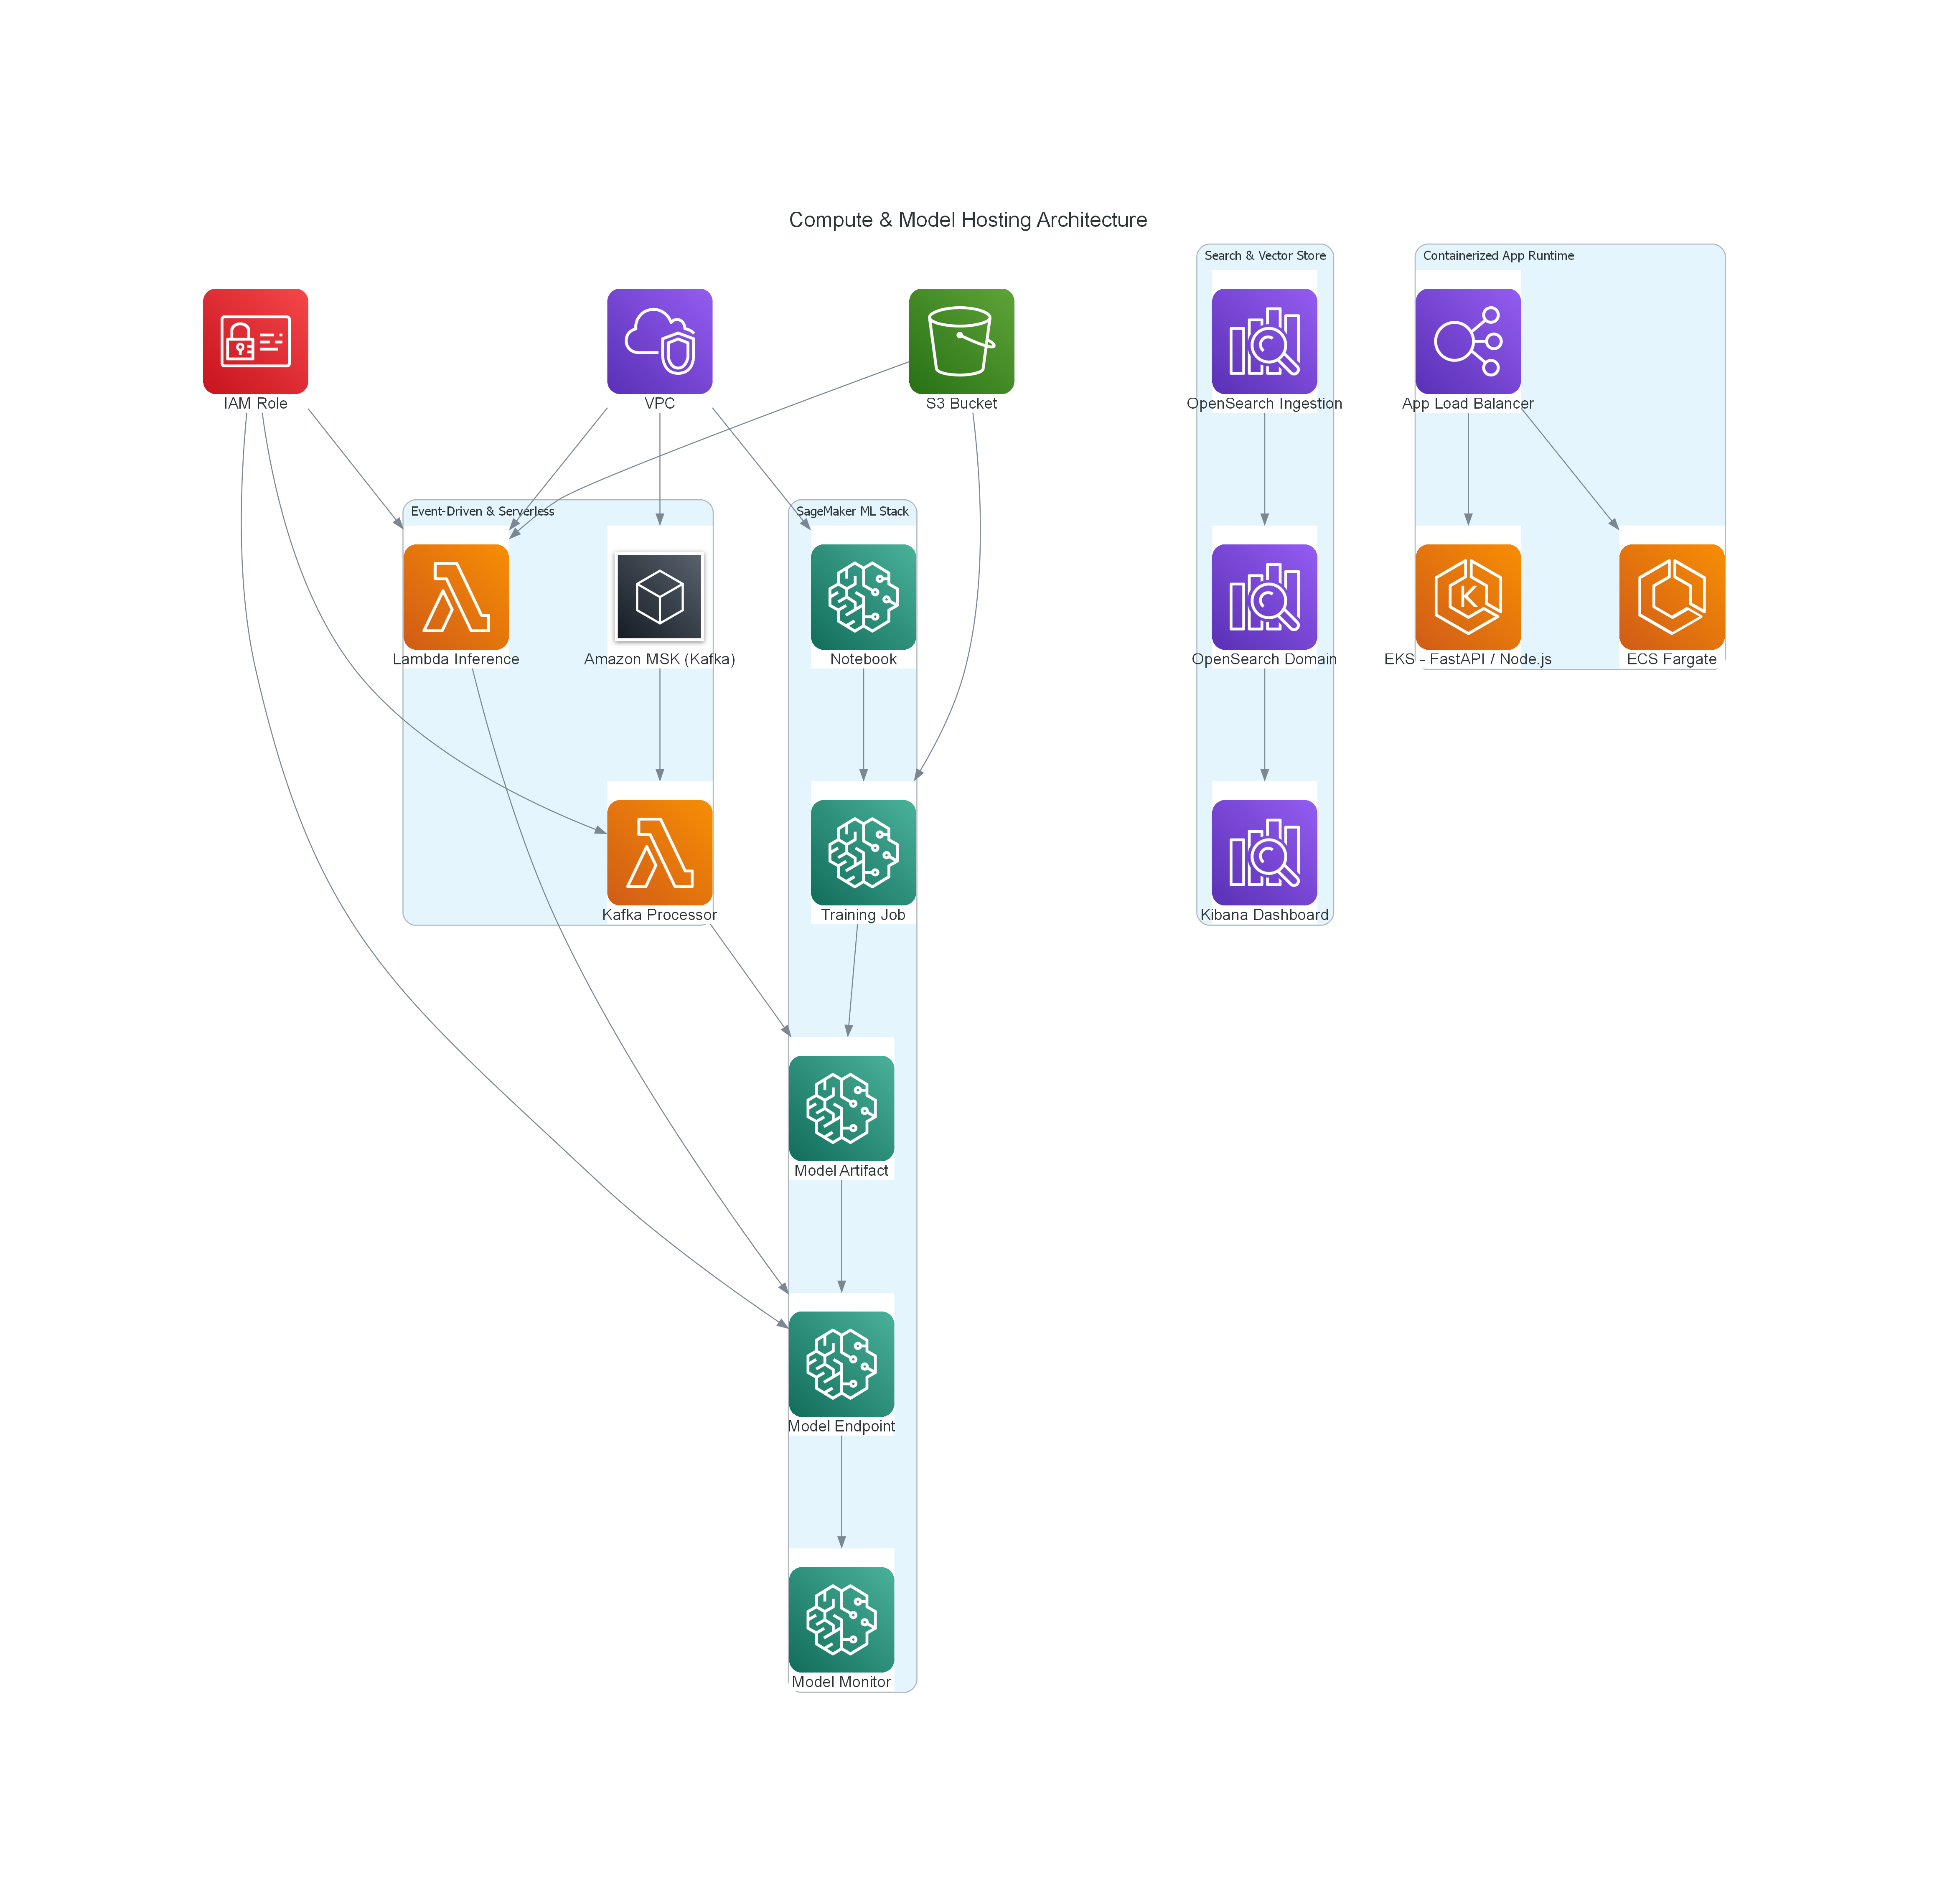 Compute & Model Hosting Architecture
Search & Vector Store
Containerized App Runtime
IAM Role
VPC
S3 Bucket
OpenSearch Ingestion
App Load Balancer
Event-Driven & Serverless
SageMaker ML Stack
Lambda Inference
Amazon MSK (Kafka)
Notebook
OpenSearch Domain
EKS - FastAPI / Node.js
ECS Fargate
Kafka Processor
Training Job
Kibana Dashboard
Model Artifact
Model Endpoint
Model Monitor